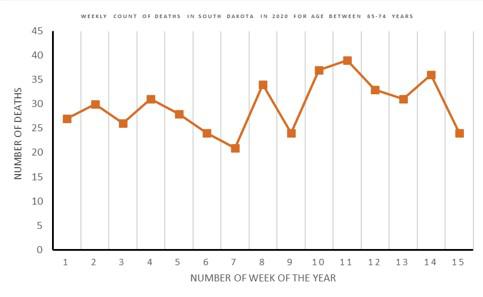 WEEKLY COUNT OF DEATHS IN SOUTH DAKOTA IN 2020 FOR AGE BETWEEN 65-74 YEARS
45
40
35
30
25
20
15
10
5
0
NUMBER OF DEATHS
1 2 3 4 5 6 7 8 9 10 11 12 13 14 15
NUMBER OF WEEK OF THE YEAR